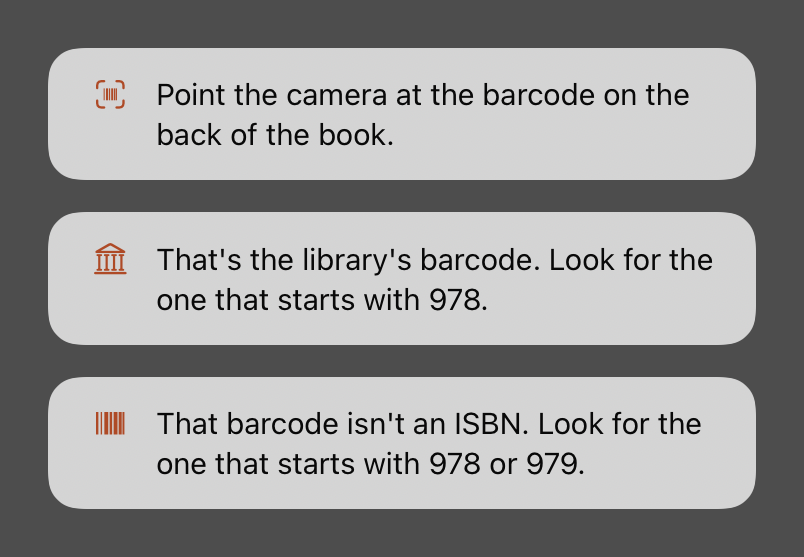 Point the camera at the barcode on the
back of the book.
That's the library's barcode. Look for the
one that starts with 978.
That barcode isn't an ISBN. Look for the
one that starts with 978 or 979.